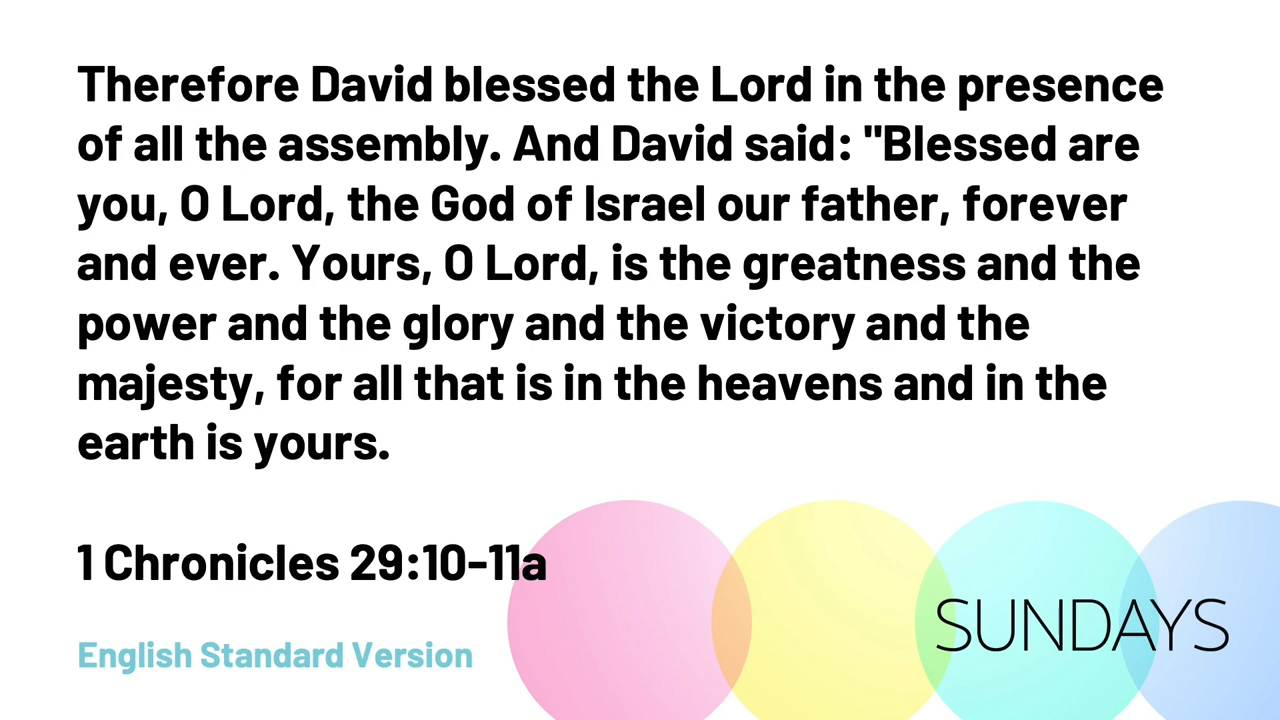 Therefore David blessed the Lord in the presence
of all the assembly. And David said: "Blessed are
you, O Lord, the God of Israel our father, forever
and ever. Yours, O Lord, is the greatness and the
power and the glory and the victory and the
majesty, for all that is in the heavens and in the
earth is yours.
1 Chronicles 29:10-11a
English Standard Version
SUNDAYS